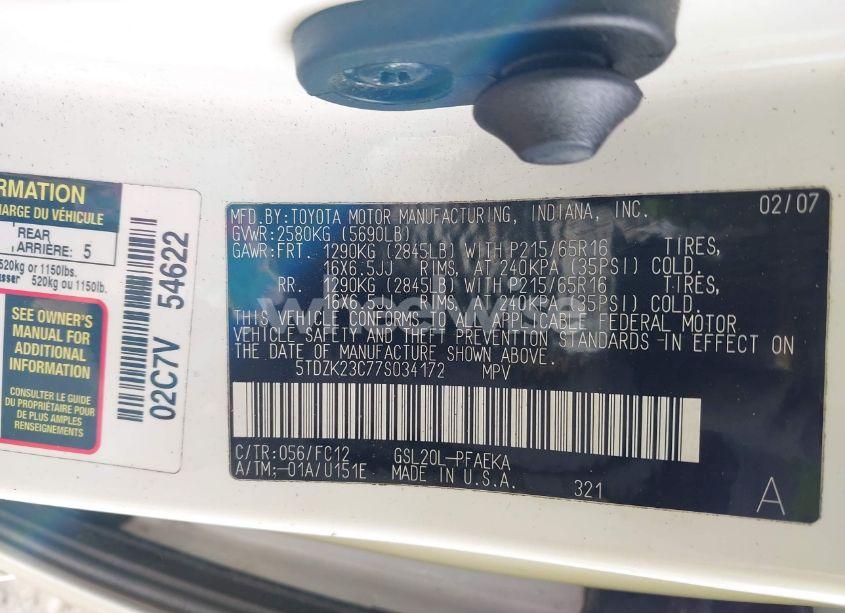 RMATION
CHARGE DU VÉHICULE
REAR
ARRIÈRE: 5
520kg or 1150lbs.
passer 520kg ou 1150lb.
SEE OWNER'S
MANUAL FOR
ADDITIONAL
INFORMATION
CONSULTER LE GUIDE
DU PROPRIÉTAIRE POUR
DE PLUS AMPLES
RENSEIGNEMENTS
02C7V 54622
MFD.BY:TOYOTA MOTOR MANUFACTURING, INDIANA, INC. 02/07
GVWR:2580KG (5690LB)
GAWR:FRT. 1290KG (2845LB) WITH P215/65R16 TIRES,
16X6.5JJ RIMS, AT 240KPA (35PSI) COLD.
RR. 1290KG (2845LB) WITH P215/65R16 TIRES,
16X6.5JJ RIMS, AT 240KPA (35PSI) COLD.
THIS VEHICLE CONFORMS TO ALL APPLICABLE FEDERAL MOTOR
VEHICLE SAFETY AND THEFT PREVENTION STANDARDS IN EFFECT ON
THE DATE OF MANUFACTURE SHOWN ABOVE.
5TDZK23C77S034172 MPV
C/TR:056/FC12 GSL20L-PFAEKA
A/TM:-01A/U151E MADE IN U.S.A. 321 A